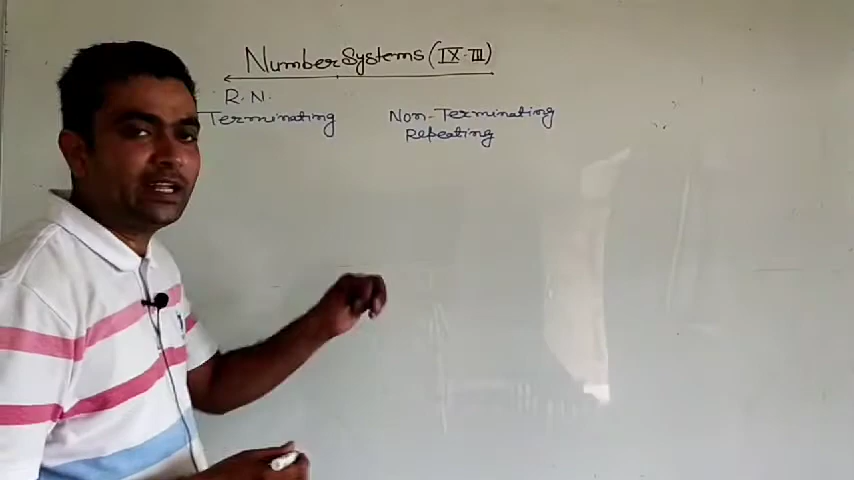 Number Systems (IX-III)
R.N.
Terminating Non-Terminating
Repeating